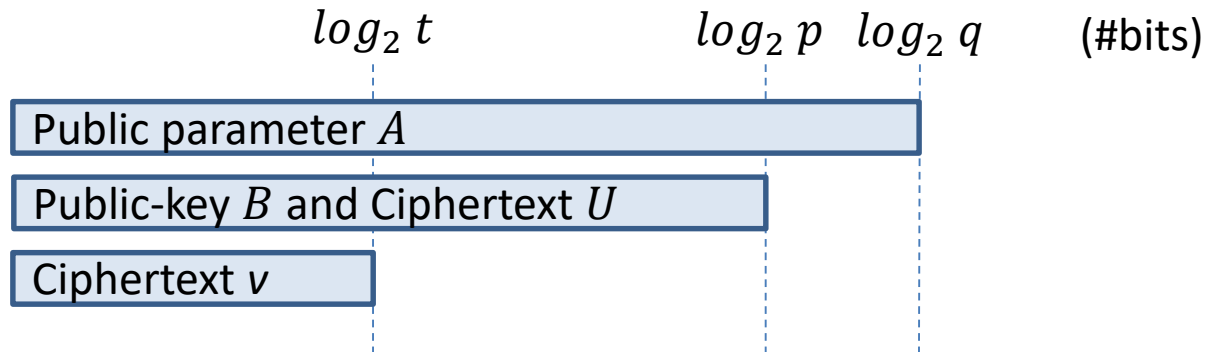 log₂ t log₂ p log₂ q (#bits)
Public parameter A
Public-key B and Ciphertext U
Ciphertext v